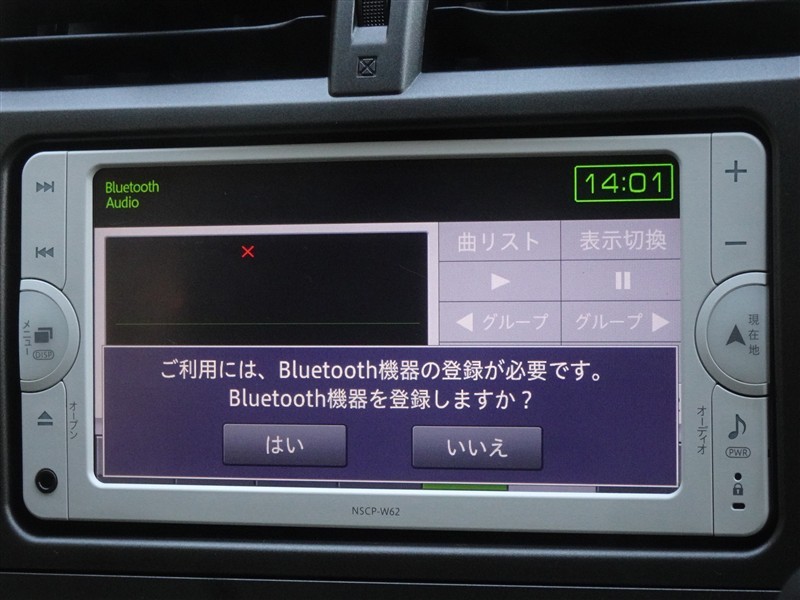 Bluetooth
Audio
14:01
曲リスト
表示切換
グループ
グループ
ご利用には、Bluetooth機器の登録が必要です。
Bluetooth機器を登録しますか？
はい
いいえ
メニュー
DISP
オープン
現在地
オーディオ
PWR
NSCP-W62